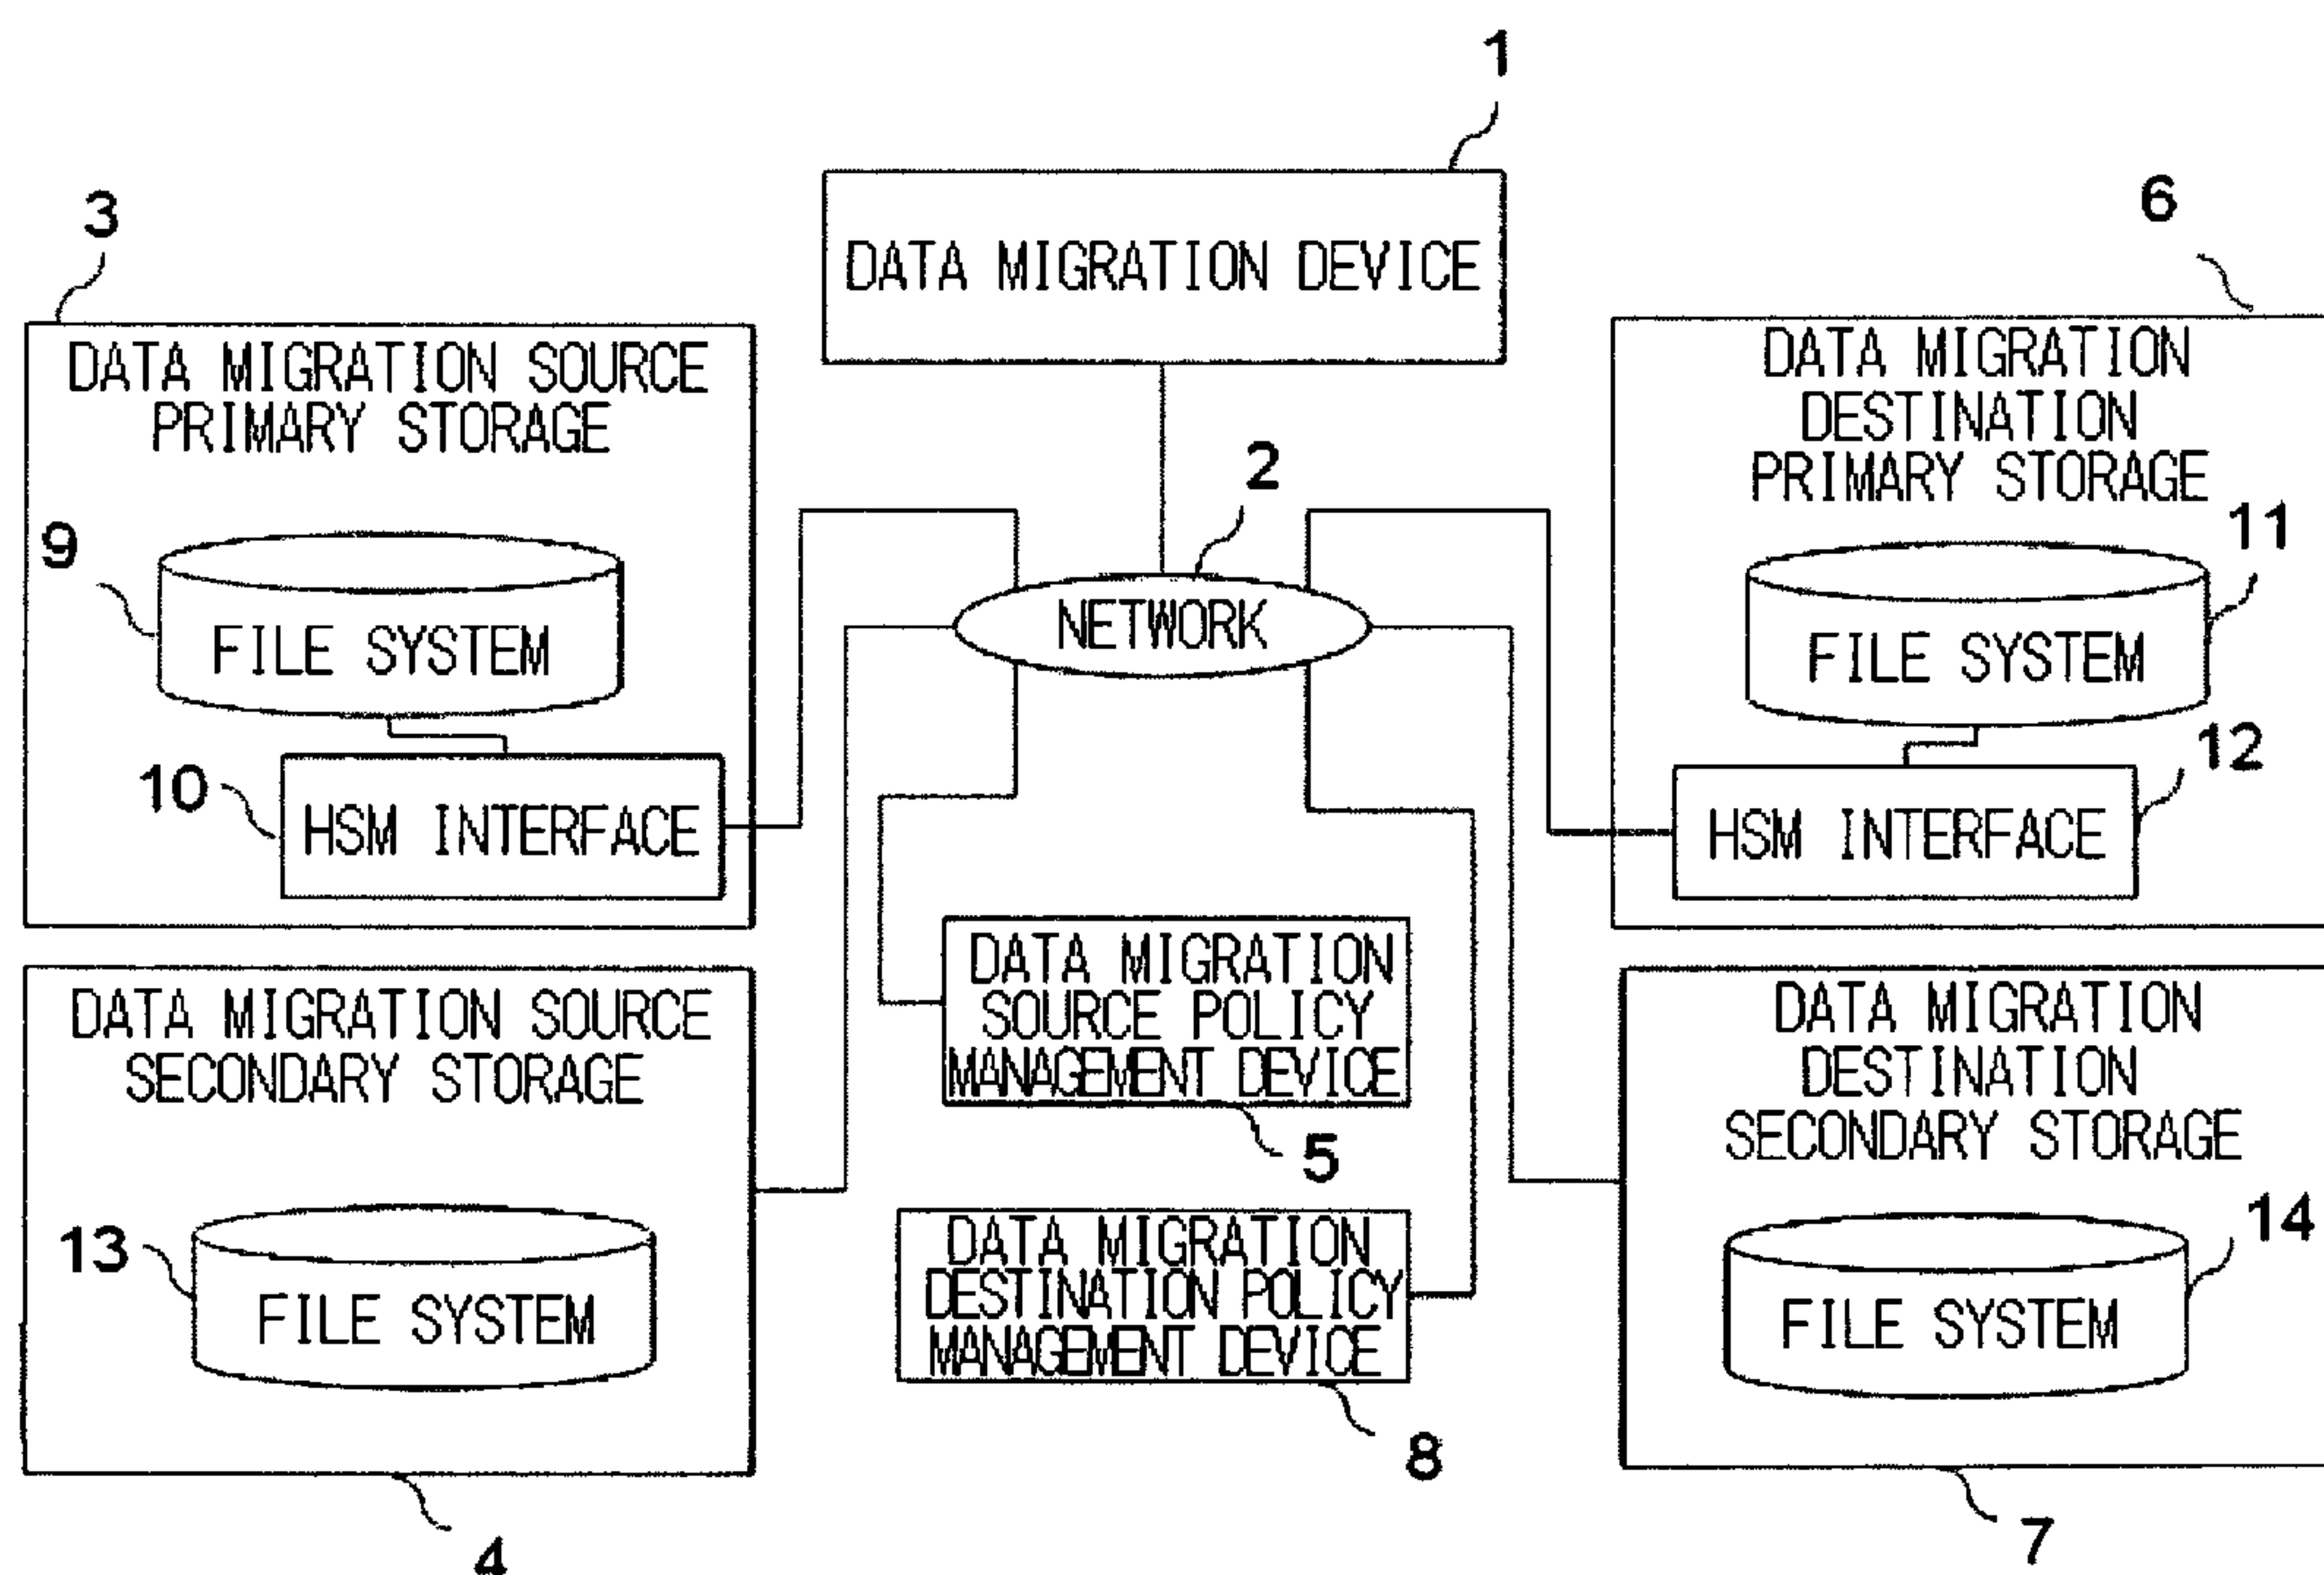 1
DATA MIGRATION DEVICE
3
DATA MIGRATION SOURCE
PRIMARY STORAGE
9
FILE SYSTEM
10
HSM INTERFACE
2
NETWORK
6
DATA MIGRATION
DESTINATION
PRIMARY STORAGE
11
FILE SYSTEM
12
HSM INTERFACE
DATA MIGRATION SOURCE
SECONDARY STORAGE
13
FILE SYSTEM
4
DATA MIGRATION
SOURCE POLICY
MANAGEMENT DEVICE
5
DATA MIGRATION
DESTINATION POLICY
MANAGEMENT DEVICE
8
DATA MIGRATION
DESTINATION
SECONDARY STORAGE
14
FILE SYSTEM
7